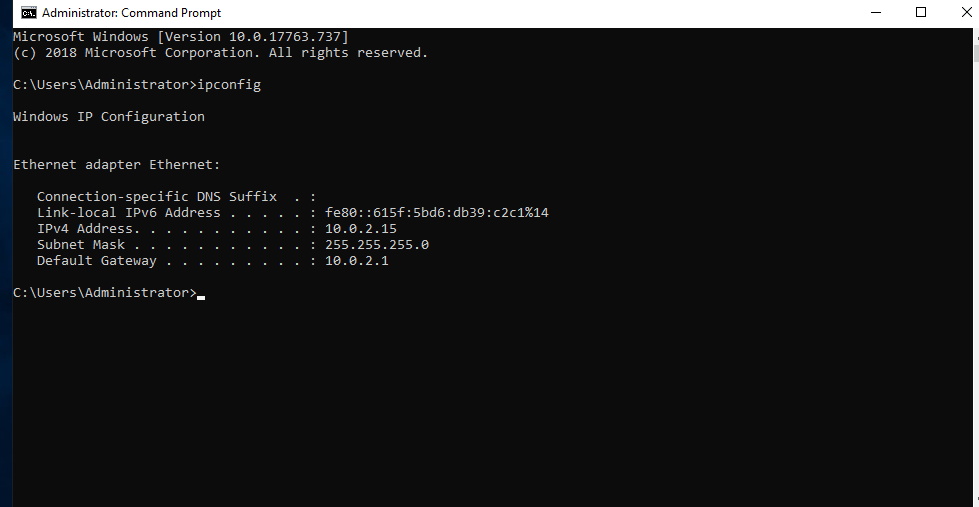 Administrator: Command Prompt
Microsoft Windows [Version 10.0.17763.737]
(c) 2018 Microsoft Corporation. All rights reserved.
C:\Users\Administrator>ipconfig
Windows IP Configuration
Ethernet adapter Ethernet:
   Connection-specific DNS Suffix  . :
   Link-local IPv6 Address . . . . . : fe80::615f:5bd6:db39:c2c1%14
   IPv4 Address. . . . . . . . . . . : 10.0.2.15
   Subnet Mask . . . . . . . . . . . : 255.255.255.0
   Default Gateway . . . . . . . . . : 10.0.2.1
C:\Users\Administrator>